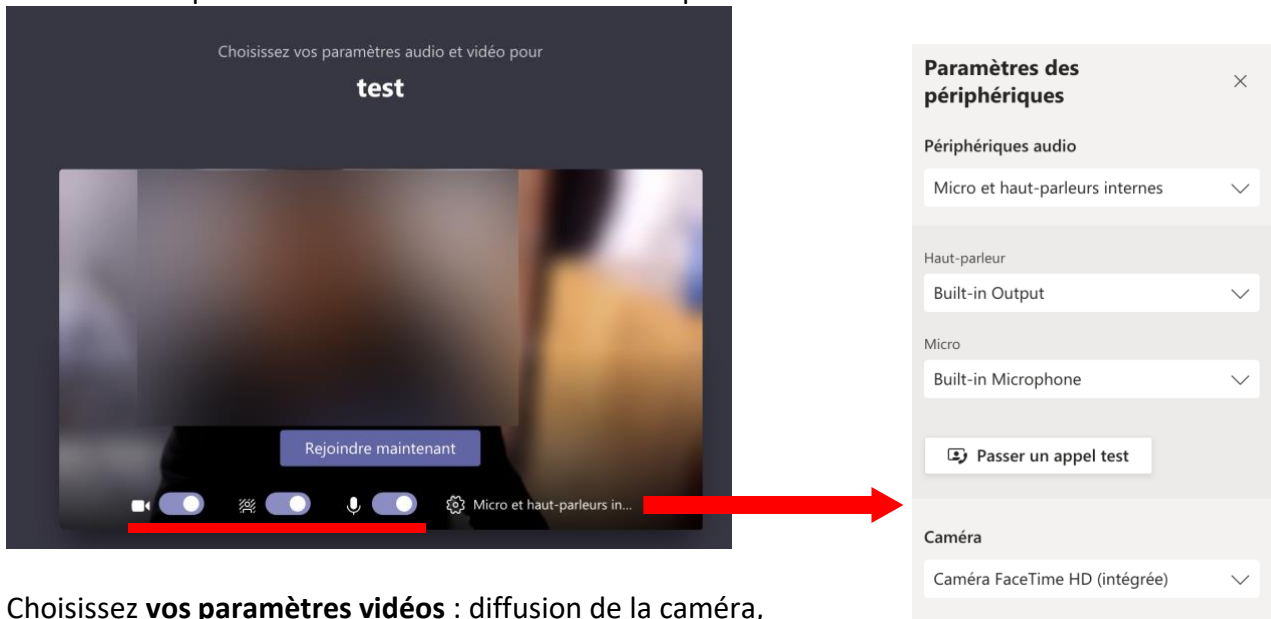 Choisissez vos paramètres audio et vidéo pour
test
Rejoindre maintenant
Micro et haut-parleurs in...
Paramètres des
périphériques
Périphériques audio
Micro et haut-parleurs internes
Haut-parleur
Built-in Output
Micro
Built-in Microphone
Passer un appel test
Caméra
Caméra FaceTime HD (intégrée)
Choisissez vos paramètres vidéos : diffusion de la caméra,